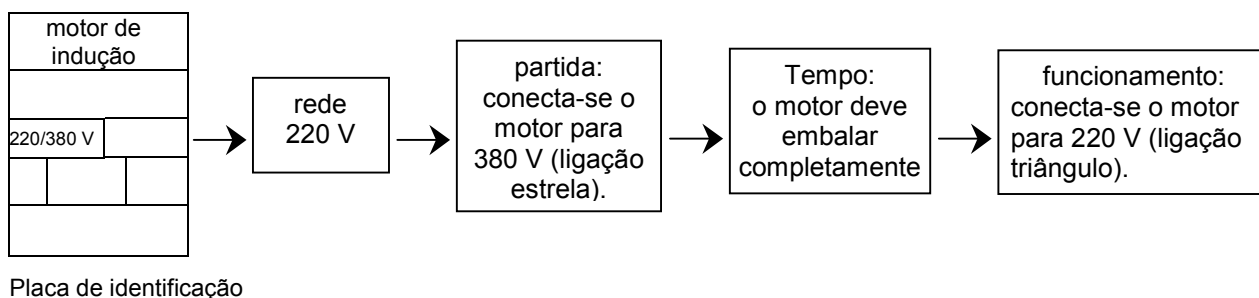 motor de
indução
220/380 V
rede
220 V
partida:
conecta-se o
motor para
380 V (ligação
estrela).
Tempo:
o motor deve
embalar
completamente
funcionamento:
conecta-se o motor
para 220 V (ligação
triângulo).
Placa de identificação